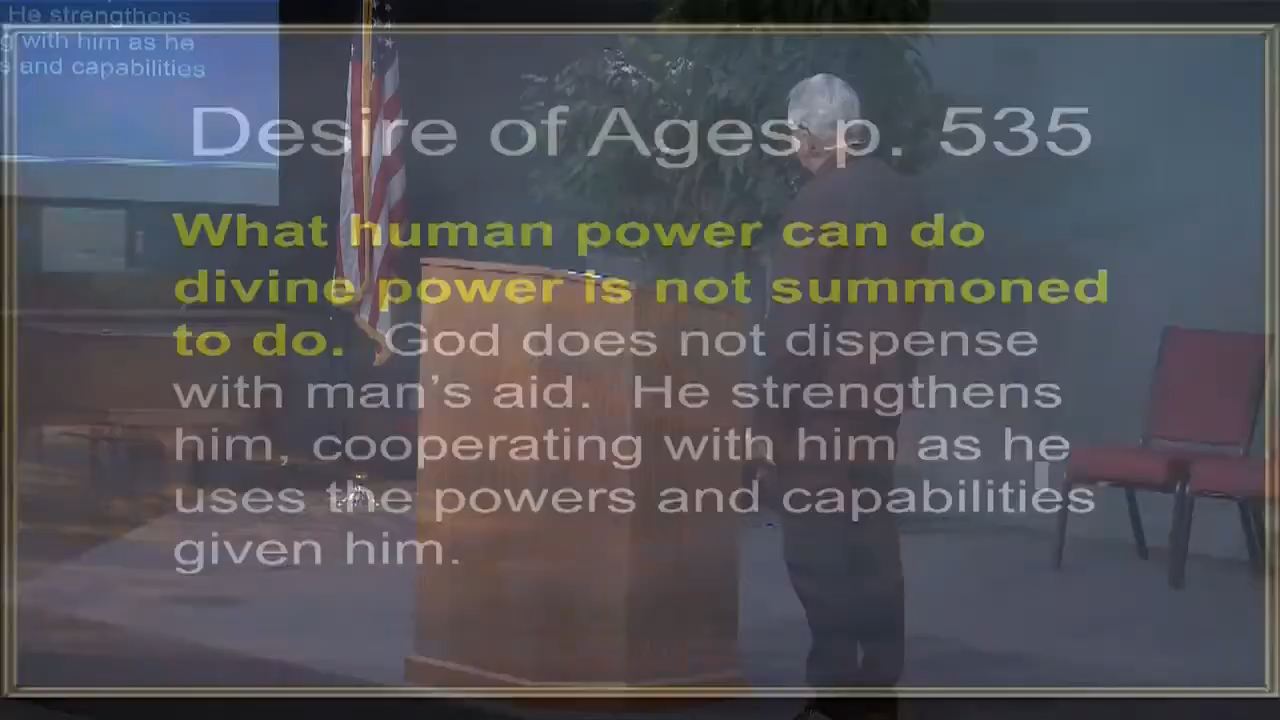 He strengthens
g with him as he
s and capabilities
Desire of Ages p. 535
What human power can do
divine power is not summoned
to do. God does not dispense
with man's aid. He strengthens
him, cooperating with him as he
uses the powers and capabilities
given him.